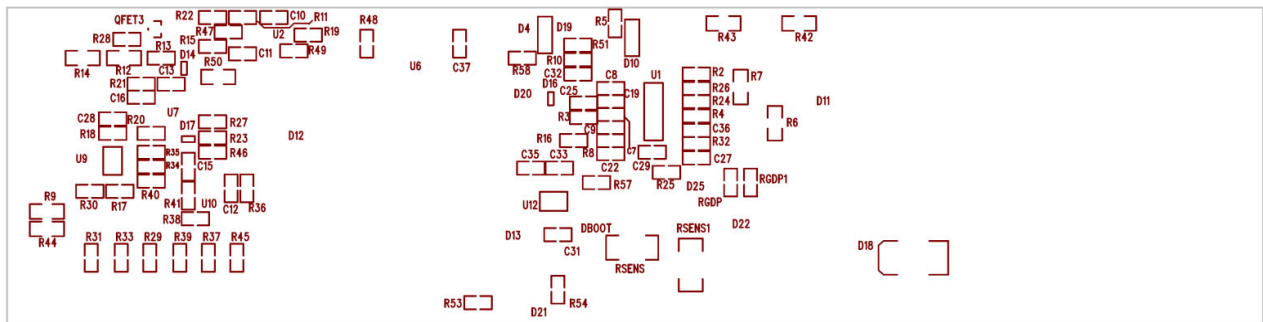 QFET3
R22
C10
R11
R48
R47
U2
R19
R28
R15
R49
R13
C11
D14
R14
R12
C13
R50
R21
C16
U6
C37
D4
D19
R5
R51
D10
R10
R58
C32
R43
R42
C8
U1
R2
R7
D16
D20
C25
C19
R26
R24
D11
R3
R4
R6
C9
C36
R16
R32
R8
C7
C35
C33
C22
C29
C27
R25
D25
R57
RGDP
RGDP1
U12
D22
U7
C28
R20
R18
D17
R27
R23
D12
R35
R46
U9
R34
C15
R40
R30
R17
R41
U10
C12
R36
R9
R38
R44
R31
R33
R29
R39
R37
R45
D13
C31
DBOOT
RSENS1
RSENS
D18
R53
R54
D21